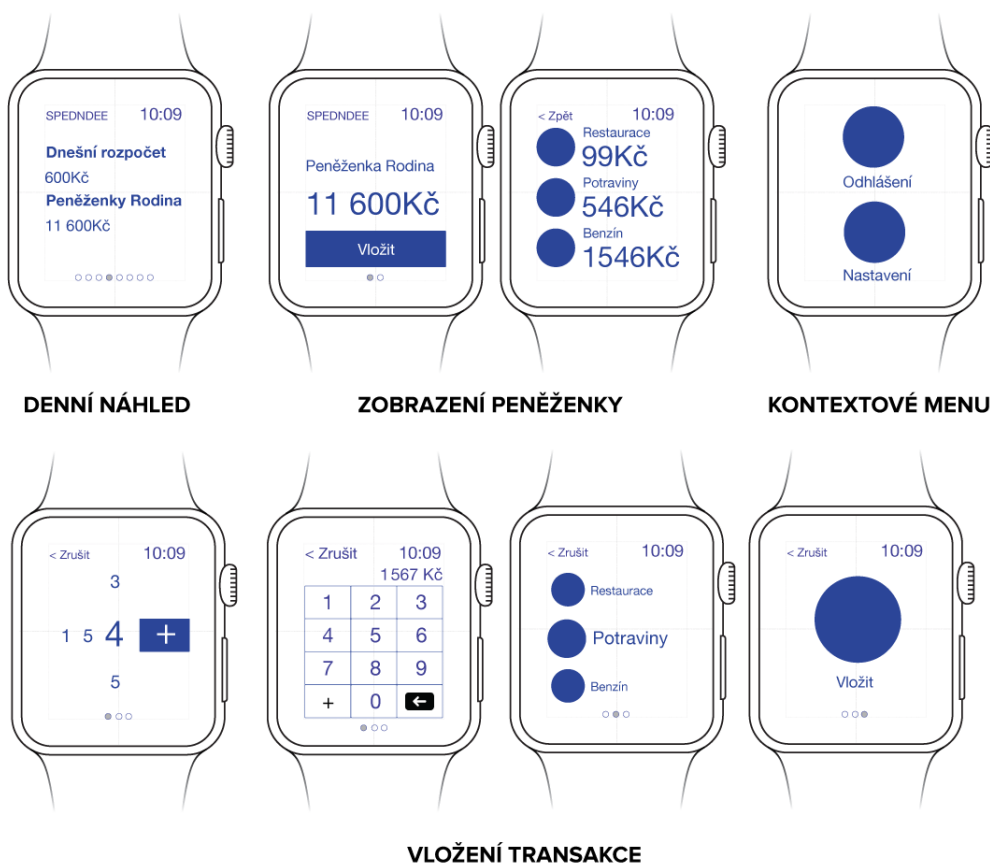 SPEDNDEE 10:09
Dnešní rozpočet
600Kč
Peněženky Rodina
11 600Kč
SPEDNDEE 10:09
Peněženka Rodina
11 600Kč
Vložit
< Zpět 10:09
Restaurace
99Kč
Potraviny
546Kč
Benzín
1546Kč
Odhlášení
Nastavení
DENNÍ NÁHLED
ZOBRAZENÍ PENĚŽENKY
KONTEXTOVÉ MENU
< Zrušit 10:09
3
1 5 4 +
5
< Zrušit 10:09
1567 Kč
1 2 3
4 5 6
7 8 9
+ 0 ←
< Zrušit 10:09
Restaurace
Potraviny
Benzín
< Zrušit 10:09
Vložit
VLOŽENÍ TRANSAKCE